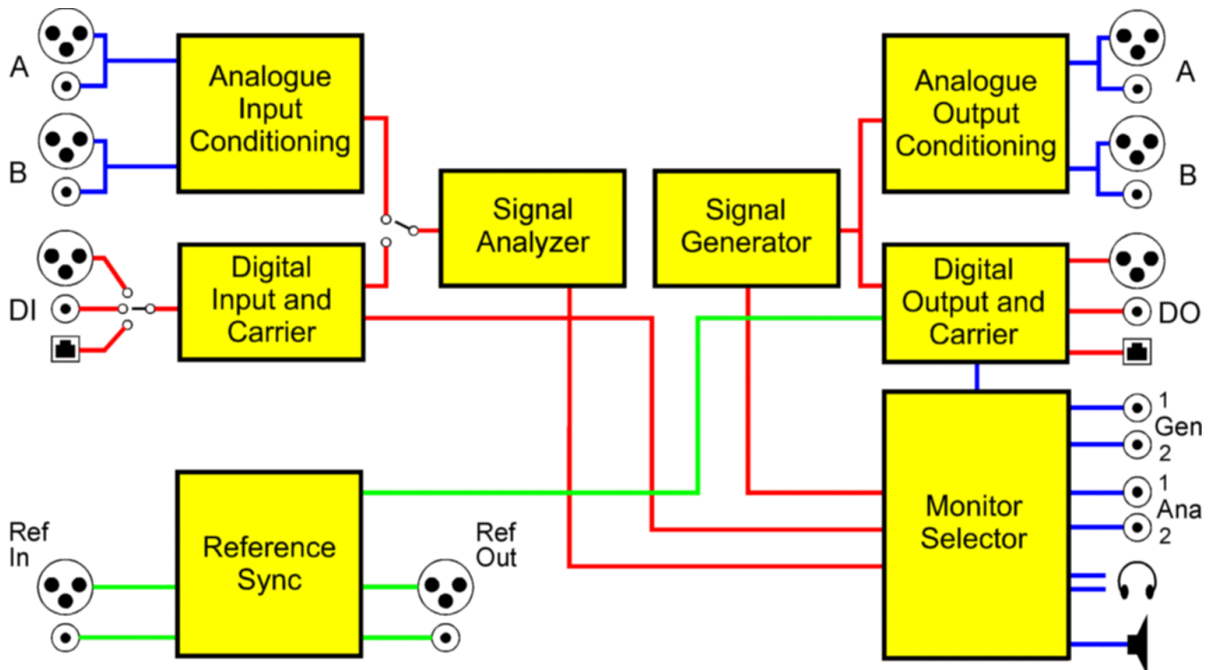 A
B
DI
Analogue
Input
Conditioning
Digital
Input and
Carrier
Signal
Analyzer
Signal
Generator
Analogue
Output
Conditioning
A
B
Digital
Output and
Carrier
DO
Ref
In
Reference
Sync
Ref
Out
Monitor
Selector
1
Gen
2
1
Ana
2